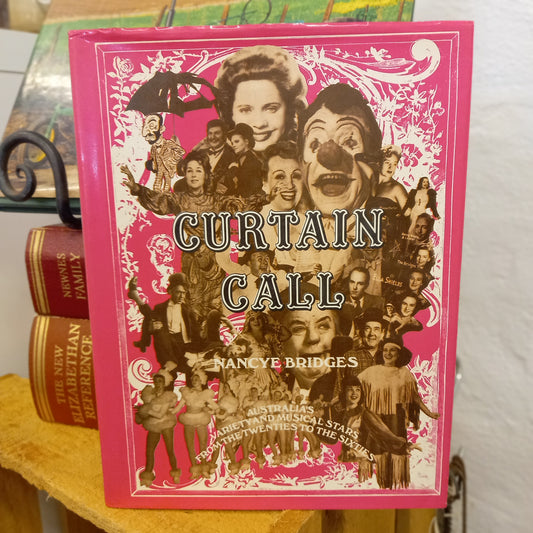 CURTAIN
CALL
NANCYE BRIDGES
AUSTRALIA'S
VARIETY AND MUSICAL STARS
FROM THE TWENTIES TO THE SIXTIES
NEWNES
FAMILY
THE NEW
ELIZABETHAN
REFERENCE
SHIELDS